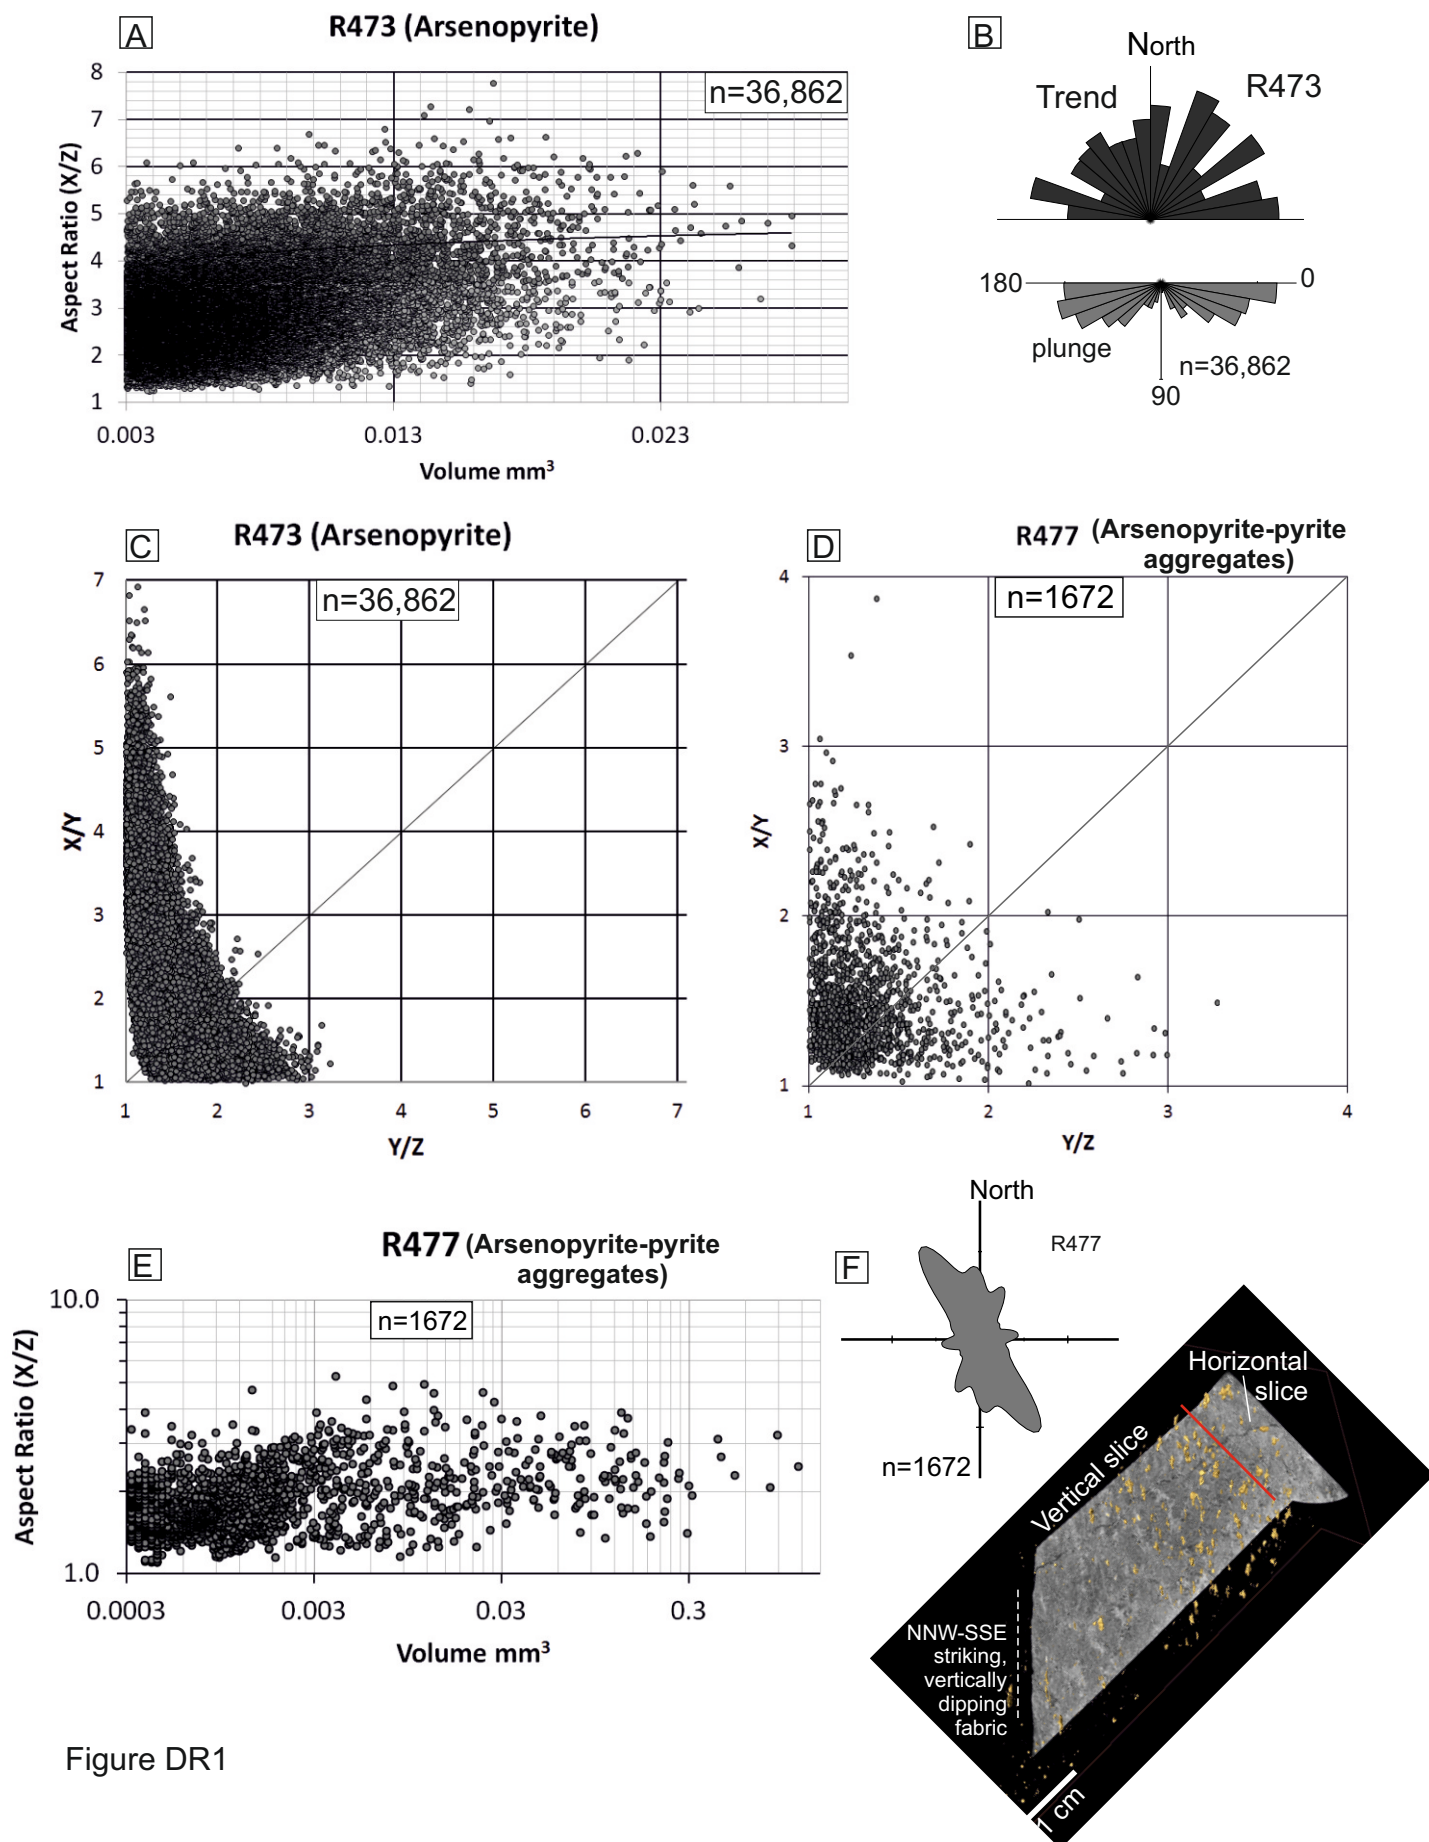 A
R473 (Arsenopyrite)
n=36,862
8
7
6
5
4
3
2
1
Aspect Ratio (X/Z)
0.003
0.013
0.023
Volume mm³
B
North
Trend
R473
180
0
plunge
n=36,862
90
C
R473 (Arsenopyrite)
n=36,862
7
6
5
4
3
2
1
X/Y
1
2
3
4
5
6
7
Y/Z
D
R477 (Arsenopyrite-pyrite
aggregates)
n=1672
4
3
2
1
X/Y
1
2
3
4
Y/Z
E
R477 (Arsenopyrite-pyrite
aggregates)
n=1672
10.0
1.0
Aspect Ratio (X/Z)
0.0003
0.003
0.03
0.3
Volume mm³
F
North
R477
n=1672
Horizontal
slice
Vertical slice
NNW-SSE
striking,
vertically
dipping
fabric
1 cm
Figure DR1